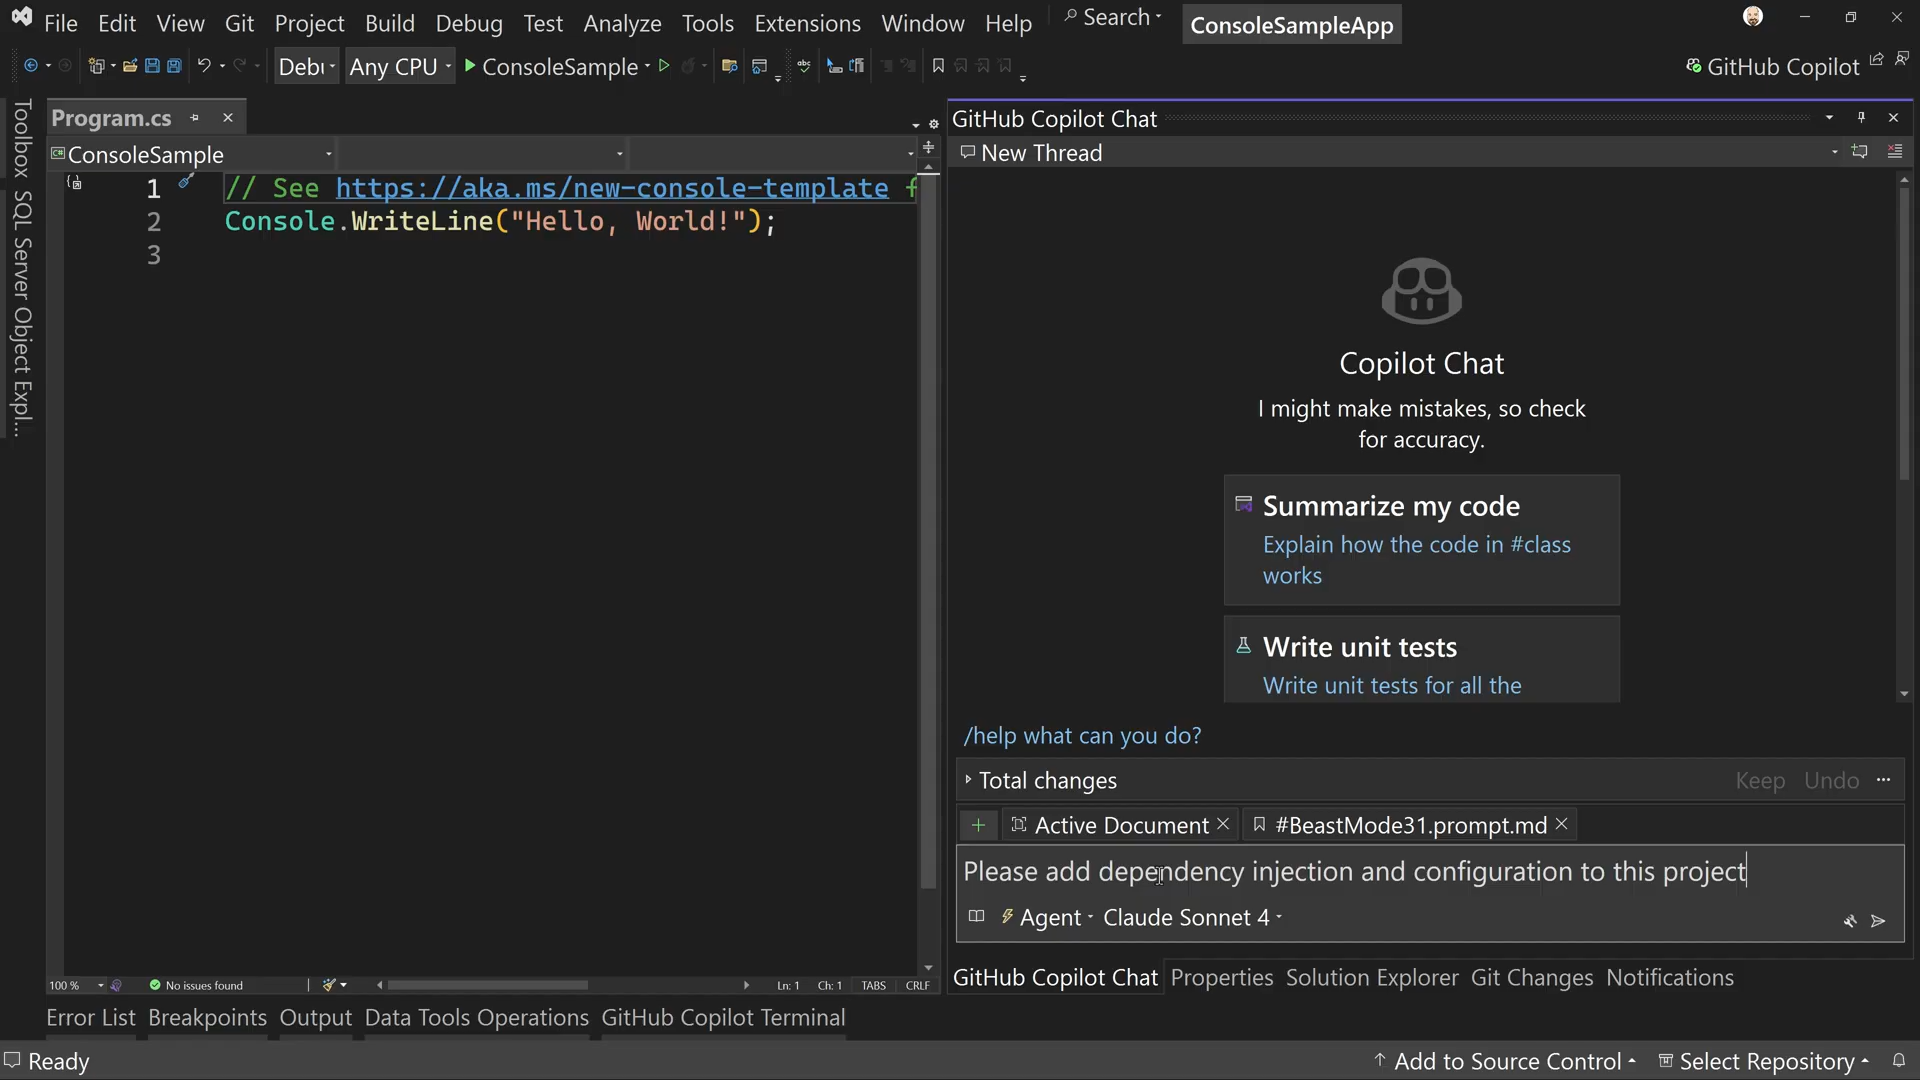 File Edit View Git Project Build Debug Test Analyze Tools Extensions Window Help Search ConsoleSampleApp
Debu Any CPU ConsoleSample GitHub Copilot
Toolbox
SQL Server Object Expl...
Program.cs
ConsoleSample
1 // See https://aka.ms/new-console-template f
2 Console.WriteLine("Hello, World!");
3
GitHub Copilot Chat
New Thread
Copilot Chat
I might make mistakes, so check
for accuracy.
Summarize my code
Explain how the code in #class
works
Write unit tests
Write unit tests for all the
/help what can you do?
Total changes Keep Undo
+ Active Document #BeastMode31.prompt.md
Please add dependency injection and configuration to this project
Agent Claude Sonnet 4
100 % No issues found Ln: 1 Ch: 1 TABS CRLF
GitHub Copilot Chat Properties Solution Explorer Git Changes Notifications
Error List Breakpoints Output Data Tools Operations GitHub Copilot Terminal
Ready Add to Source Control Select Repository